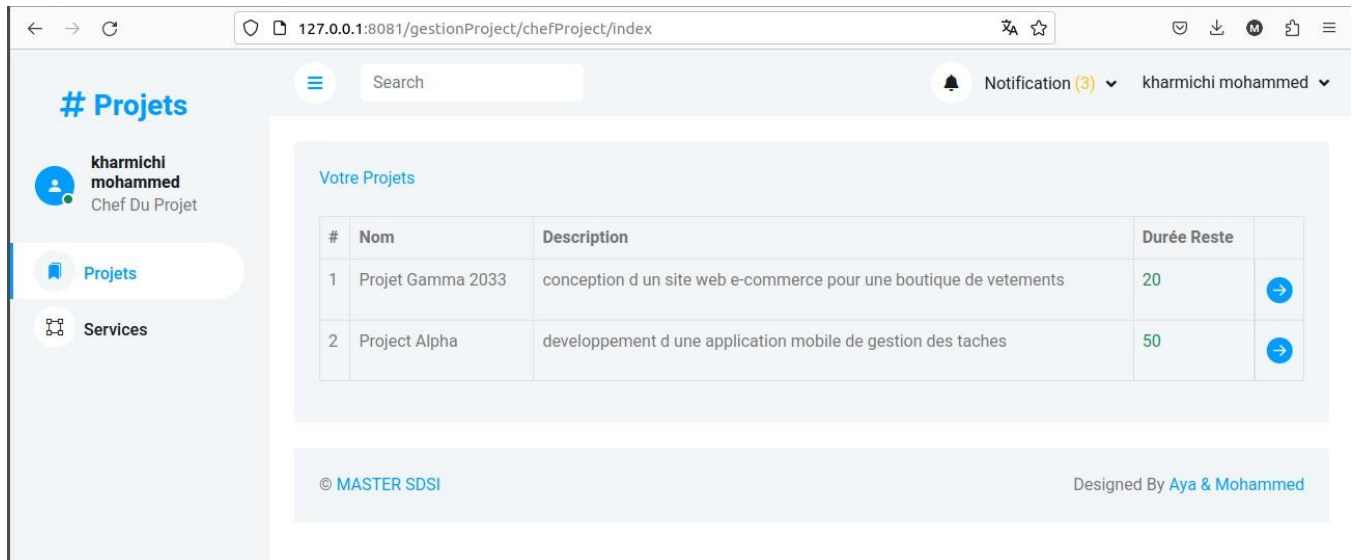 127.0.0.1:8081/gestionProject/chefProject/index
# Projets
Search
Notification (3)
kharmichi mohammed
kharmichi
mohammed
Chef Du Projet
Projets
Services
Votre Projets
# Nom Description Durée Reste
1 Projet Gamma 2033 conception d un site web e-commerce pour une boutique de vetements 20
2 Project Alpha developpement d une application mobile de gestion des taches 50
© MASTER SDSI
Designed By Aya & Mohammed